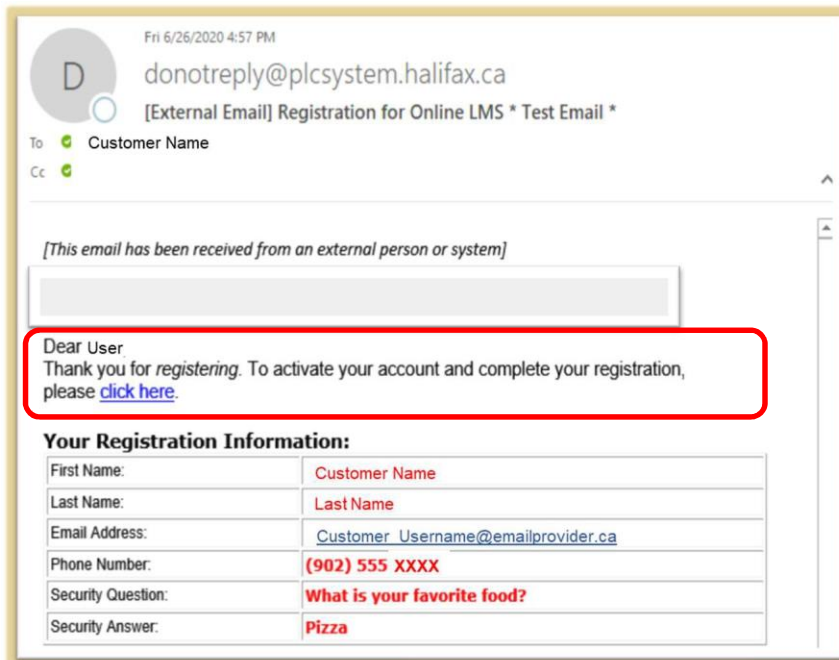 Fri 6/26/2020 4:57 PM
D
donotreply@plcsystem.halifax.ca
[External Email] Registration for Online LMS * Test Email *
To Customer Name
Cc
[This email has been received from an external person or system]
Dear User
Thank you for registering. To activate your account and complete your registration,
please click here.
Your Registration Information:
First Name: Customer Name
Last Name: Last Name
Email Address: Customer_Username@emailprovider.ca
Phone Number: (902) 555 XXXX
Security Question: What is your favorite food?
Security Answer: Pizza